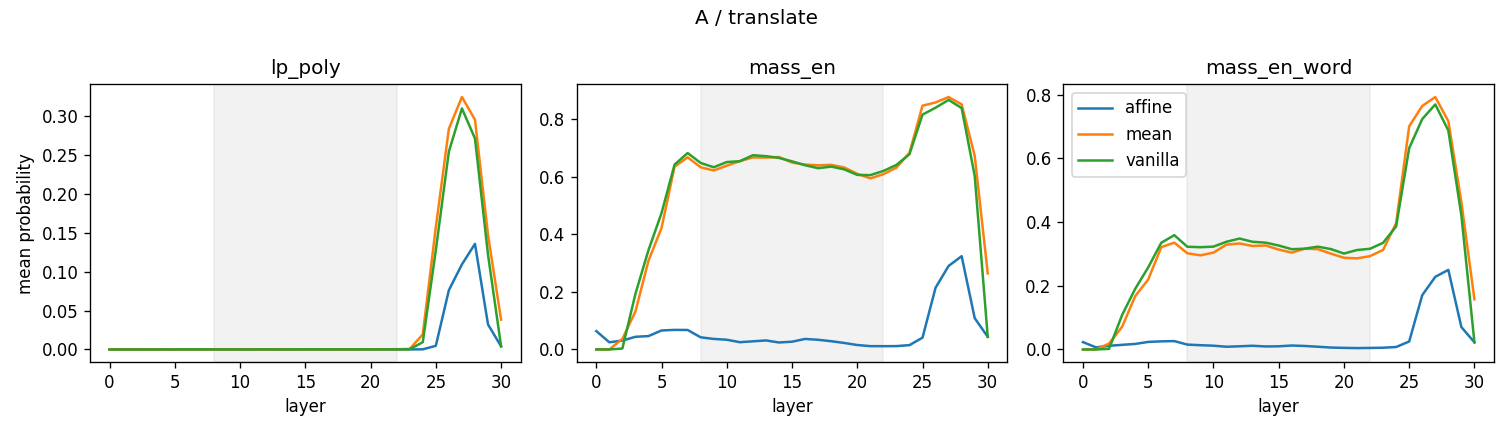 A / translate
lp_poly
mean probability
0.30
0.25
0.20
0.15
0.10
0.05
0.00
0 5 10 15 20 25 30
layer
mass_en
0.8
0.6
0.4
0.2
0.0
0 5 10 15 20 25 30
layer
mass_en_word
affine
mean
vanilla
0.8
0.6
0.4
0.2
0.0
0 5 10 15 20 25 30
layer